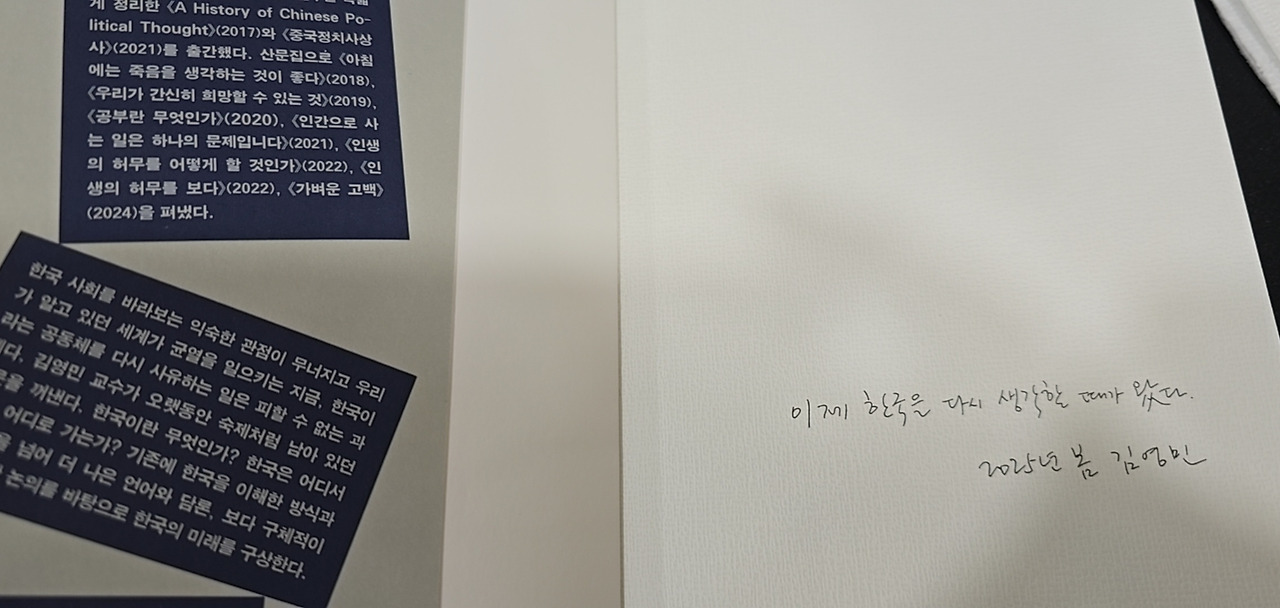 게 정리한 《A History of Chinese Po-
litical Thought》(2017)와 《중국정치사상
사》(2021)를 출간했다. 산문집으로 《아침
에는 죽음을 생각하는 것이 좋다》(2018),
《우리가 간신히 희망할 수 있는 것》(2019),
《공부란 무엇인가》(2020), 《인간으로 사
는 일은 하나의 문제입니다》(2021), 《인생
의 허무를 어떻게 할 것인가》(2022), 《인
생의 허무를 보다》(2022), 《가벼운 고백》
(2024)을 펴냈다.
한국 사회를 바라보는 익숙한 관점이 무너지고 우리
가 알고 있던 세계가 균열을 일으키는 지금, 한국이
라는 공동체를 다시 사유하는 일은 피할 수 없는 과
김영민 교수가 오랫동안 숙제처럼 남아 있던
꺼낸다. 한국이란 무엇인가? 한국은 어디서
어디로 가는가? 기존에 한국을 이해한 방식과
넘어 더 나은 언어와 담론, 보다 구체적인
논의를 바탕으로 한국의 미래를 구상한다.
이제 한국을 다시 생각할 때가 왔다.
2025년 봄 김영민